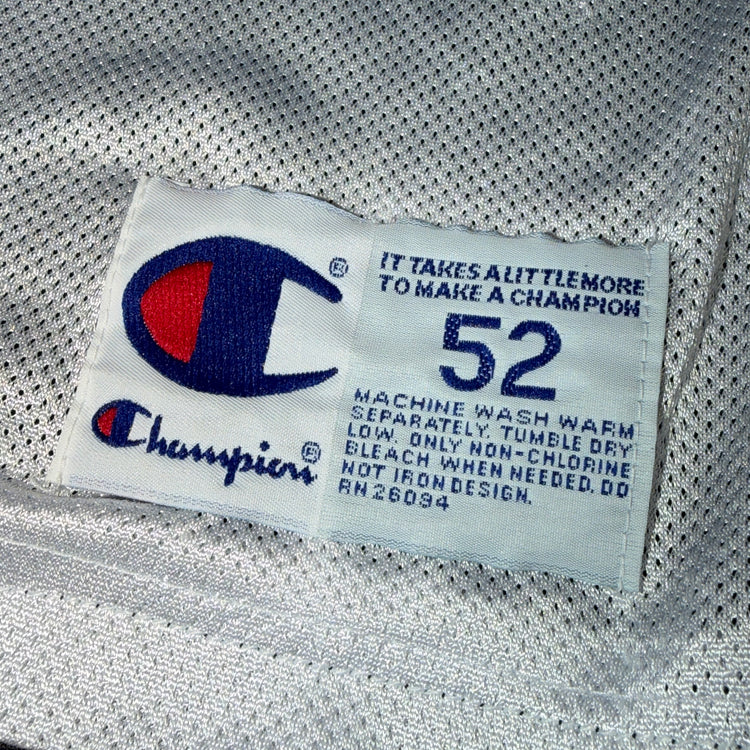 ®
Champion®
IT TAKES A LITTLE MORE
TO MAKE A CHAMPION
52
MACHINE WASH WARM
SEPARATELY. TUMBLE DRY
LOW. ONLY NON-CHLORINE
BLEACH WHEN NEEDED. DO
NOT IRON DESIGN.
RN 26094